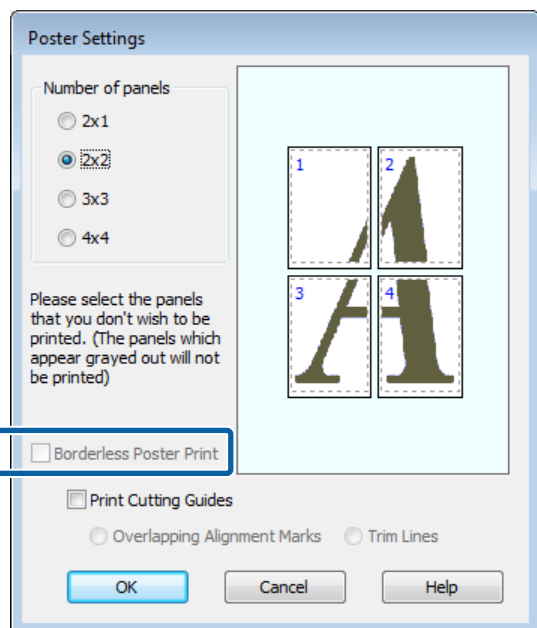 Poster Settings
Number of panels
2x1
2x2
3x3
4x4
Please select the panels
that you don't wish to be
printed. (The panels which
appear grayed out will not
be printed)
1
2
3
4
A
Borderless Poster Print
Print Cutting Guides
Overlapping Alignment Marks
Trim Lines
OK
Cancel
Help